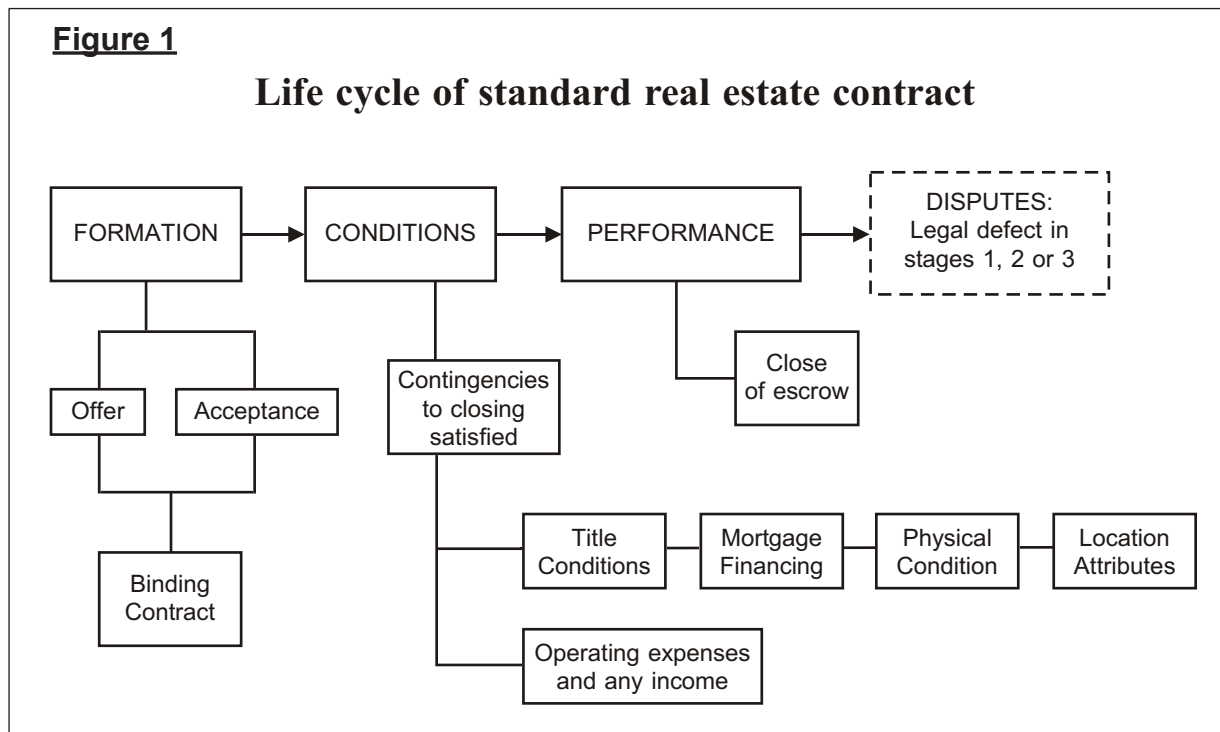 Figure 1
Life cycle of standard real estate contract
FORMATION
CONDITIONS
PERFORMANCE
DISPUTES:
Legal defect in
stages 1, 2 or 3
Offer
Acceptance
Binding
Contract
Contingencies
to closing
satisfied
Close
of escrow
Title
Conditions
Mortgage
Financing
Physical
Condition
Location
Attributes
Operating expenses
and any income